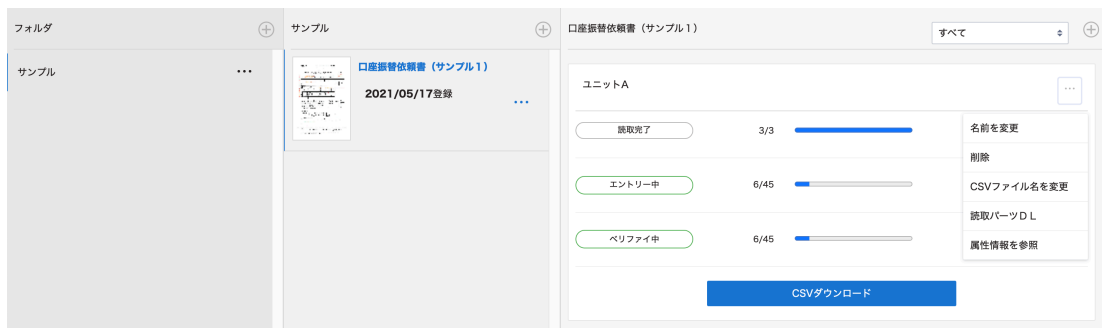 フォルダ
サンプル
サンプル
口座振替依頼書（サンプル１）
2021/05/17登録
口座振替依頼書（サンプル１）
すべて
ユニットA
読取完了
3/3
エントリー中
6/45
ベリファイ中
6/45
名前を変更
削除
CSVファイル名を変更
読取パーツＤＬ
属性情報を参照
CSVダウンロード